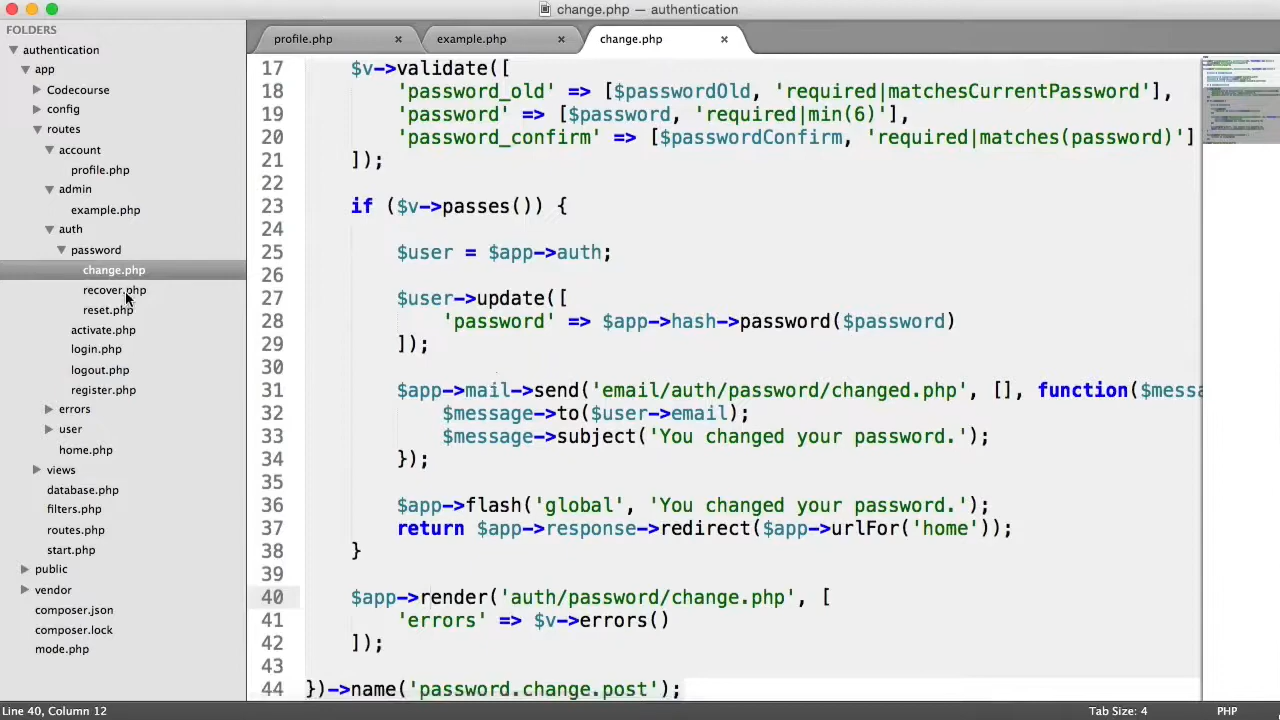 change.php — authentication
FOLDERS
authentication
app
Codecourse
config
routes
account
profile.php
admin
example.php
auth
password
change.php
recover.php
reset.php
activate.php
login.php
logout.php
register.php
errors
user
home.php
views
database.php
filters.php
routes.php
start.php
public
vendor
composer.json
composer.lock
mode.php
profile.php
example.php
change.php
17 $v->validate([
18 'password_old' => [$passwordOld, 'required|matchesCurrentPassword'],
19 'password' => [$password, 'required|min(6)'],
20 'password_confirm' => [$passwordConfirm, 'required|matches(password)']
21 ]);
22
23 if ($v->passes()) {
24
25 $user = $app->auth;
26
27 $user->update([
28 'password' => $app->hash->password($password)
29 ]);
30
31 $app->mail->send('email/auth/password/changed.php', [], function($messa
32 $message->to($user->email);
33 $message->subject('You changed your password.');
34 });
35
36 $app->flash('global', 'You changed your password.');
37 return $app->response->redirect($app->urlFor('home'));
38 }
39
40 $app->render('auth/password/change.php', [
41 'errors' => $v->errors()
42 ]);
43
44 })->name('password.change.post');
Line 40, Column 12
Tab Size: 4
PHP